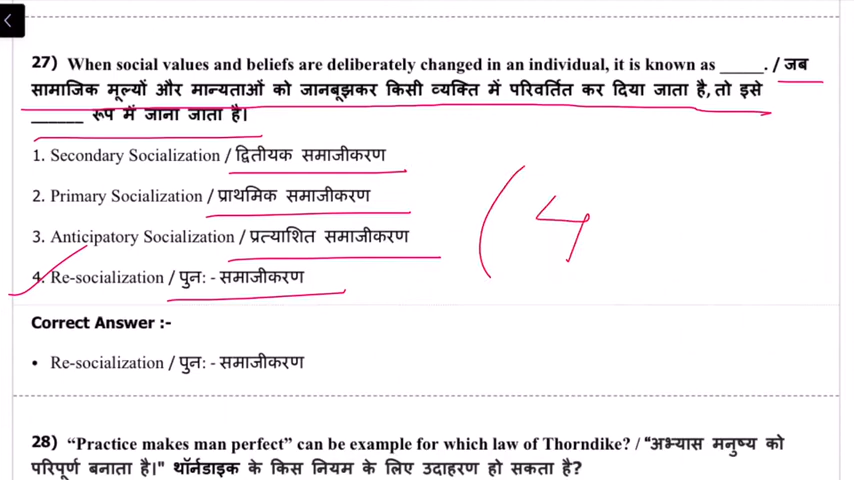 27) When social values and beliefs are deliberately changed in an individual, it is known as _____. / जब
सामाजिक मूल्यों और मान्यताओं को जानबूझकर किसी व्यक्ति में परिवर्तित कर दिया जाता है, तो इसे
______ रूप में जाना जाता है।
1. Secondary Socialization / द्वितीयक समाजीकरण
2. Primary Socialization / प्राथमिक समाजीकरण
3. Anticipatory Socialization / प्रत्याशित समाजीकरण
4. Re-socialization / पुन: - समाजीकरण
(4
Correct Answer :-
• Re-socialization / पुन: - समाजीकरण
28) “Practice makes man perfect” can be example for which law of Thorndike? / “अभ्यास मनुष्य को
परिपूर्ण बनाता है।" थॉर्नडाइक के किस नियम के लिए उदाहरण हो सकता है?